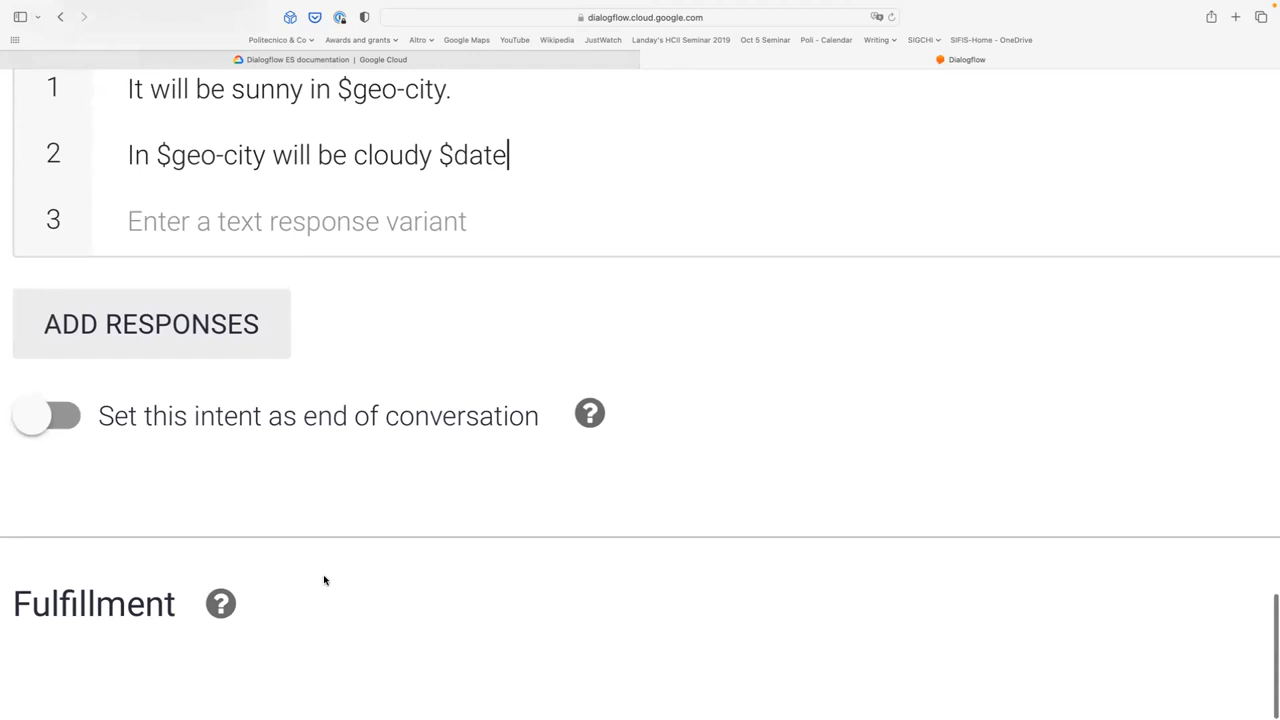 dialogflow.cloud.google.com
Politecnico & Co Awards and grants Altro Google Maps YouTube Wikipedia JustWatch Landay's HCII Seminar 2019 Oct 5 Seminar Poli - Calendar Writing SIGCHI SIFIS-Home - OneDrive
Dialogflow ES documentation | Google Cloud Dialogflow
1 It will be sunny in $geo-city.
2 In $geo-city will be cloudy $date
3 Enter a text response variant
ADD RESPONSES
Set this intent as end of conversation ?
Fulfillment ?